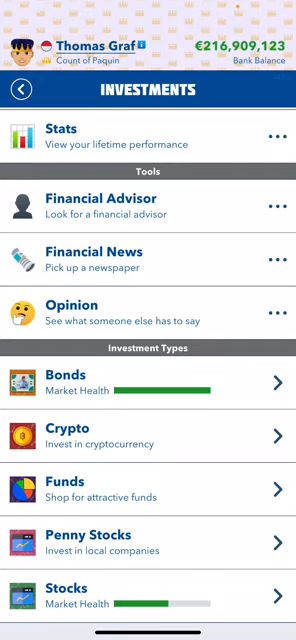 Thomas Graf
€216,909,123
Count of Paquin
Bank Balance
INVESTMENTS
Stats
View your lifetime performance
Tools
Financial Advisor
Look for a financial advisor
Financial News
Pick up a newspaper
Opinion
See what someone else has to say
Investment Types
Bonds
Market Health
Crypto
Invest in cryptocurrency
Funds
Shop for attractive funds
Penny Stocks
Invest in local companies
Stocks
Market Health